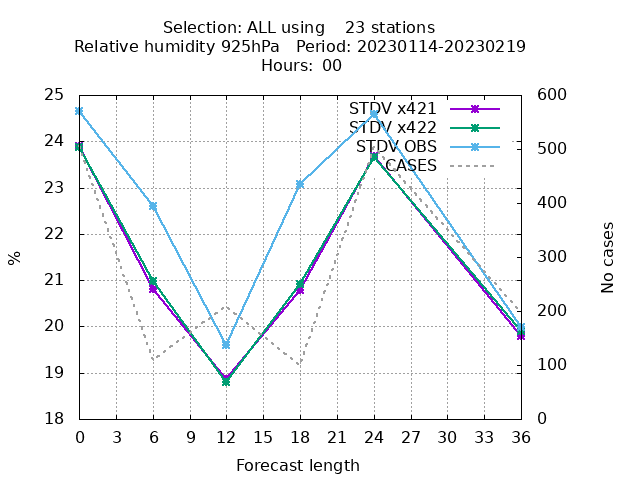 Selection: ALL using    23 stations
Relative humidity 925hPa   Period: 20230114-20230219
Hours: 00
25
24
23
22
21
20
19
18
%
600
500
400
300
200
100
0
No cases
STDV x421
STDV x422
STDV OBS
CASES
0 3 6 9 12 15 18 21 24 27 30 33 36
Forecast length